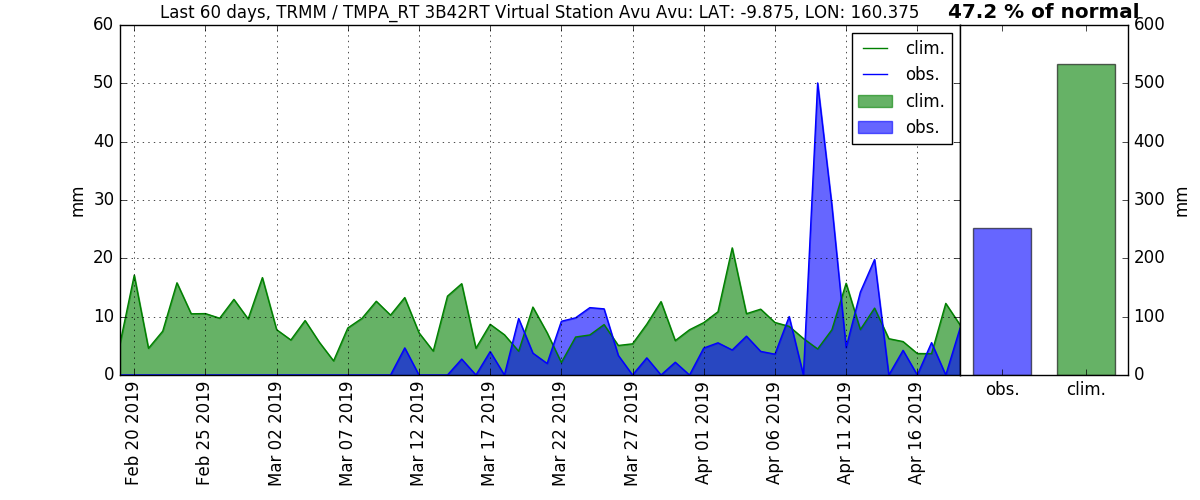 Last 60 days, TRMM / TMPA_RT 3B42RT Virtual Station Avu Avu: LAT: -9.875, LON: 160.375
47.2 % of normal
60
50
40
30
20
10
0
mm
clim.
obs.
clim.
obs.
Feb 20 2019
Feb 25 2019
Mar 02 2019
Mar 07 2019
Mar 12 2019
Mar 17 2019
Mar 22 2019
Mar 27 2019
Apr 01 2019
Apr 06 2019
Apr 11 2019
Apr 16 2019
600
500
400
300
200
100
0
mm
obs.
clim.